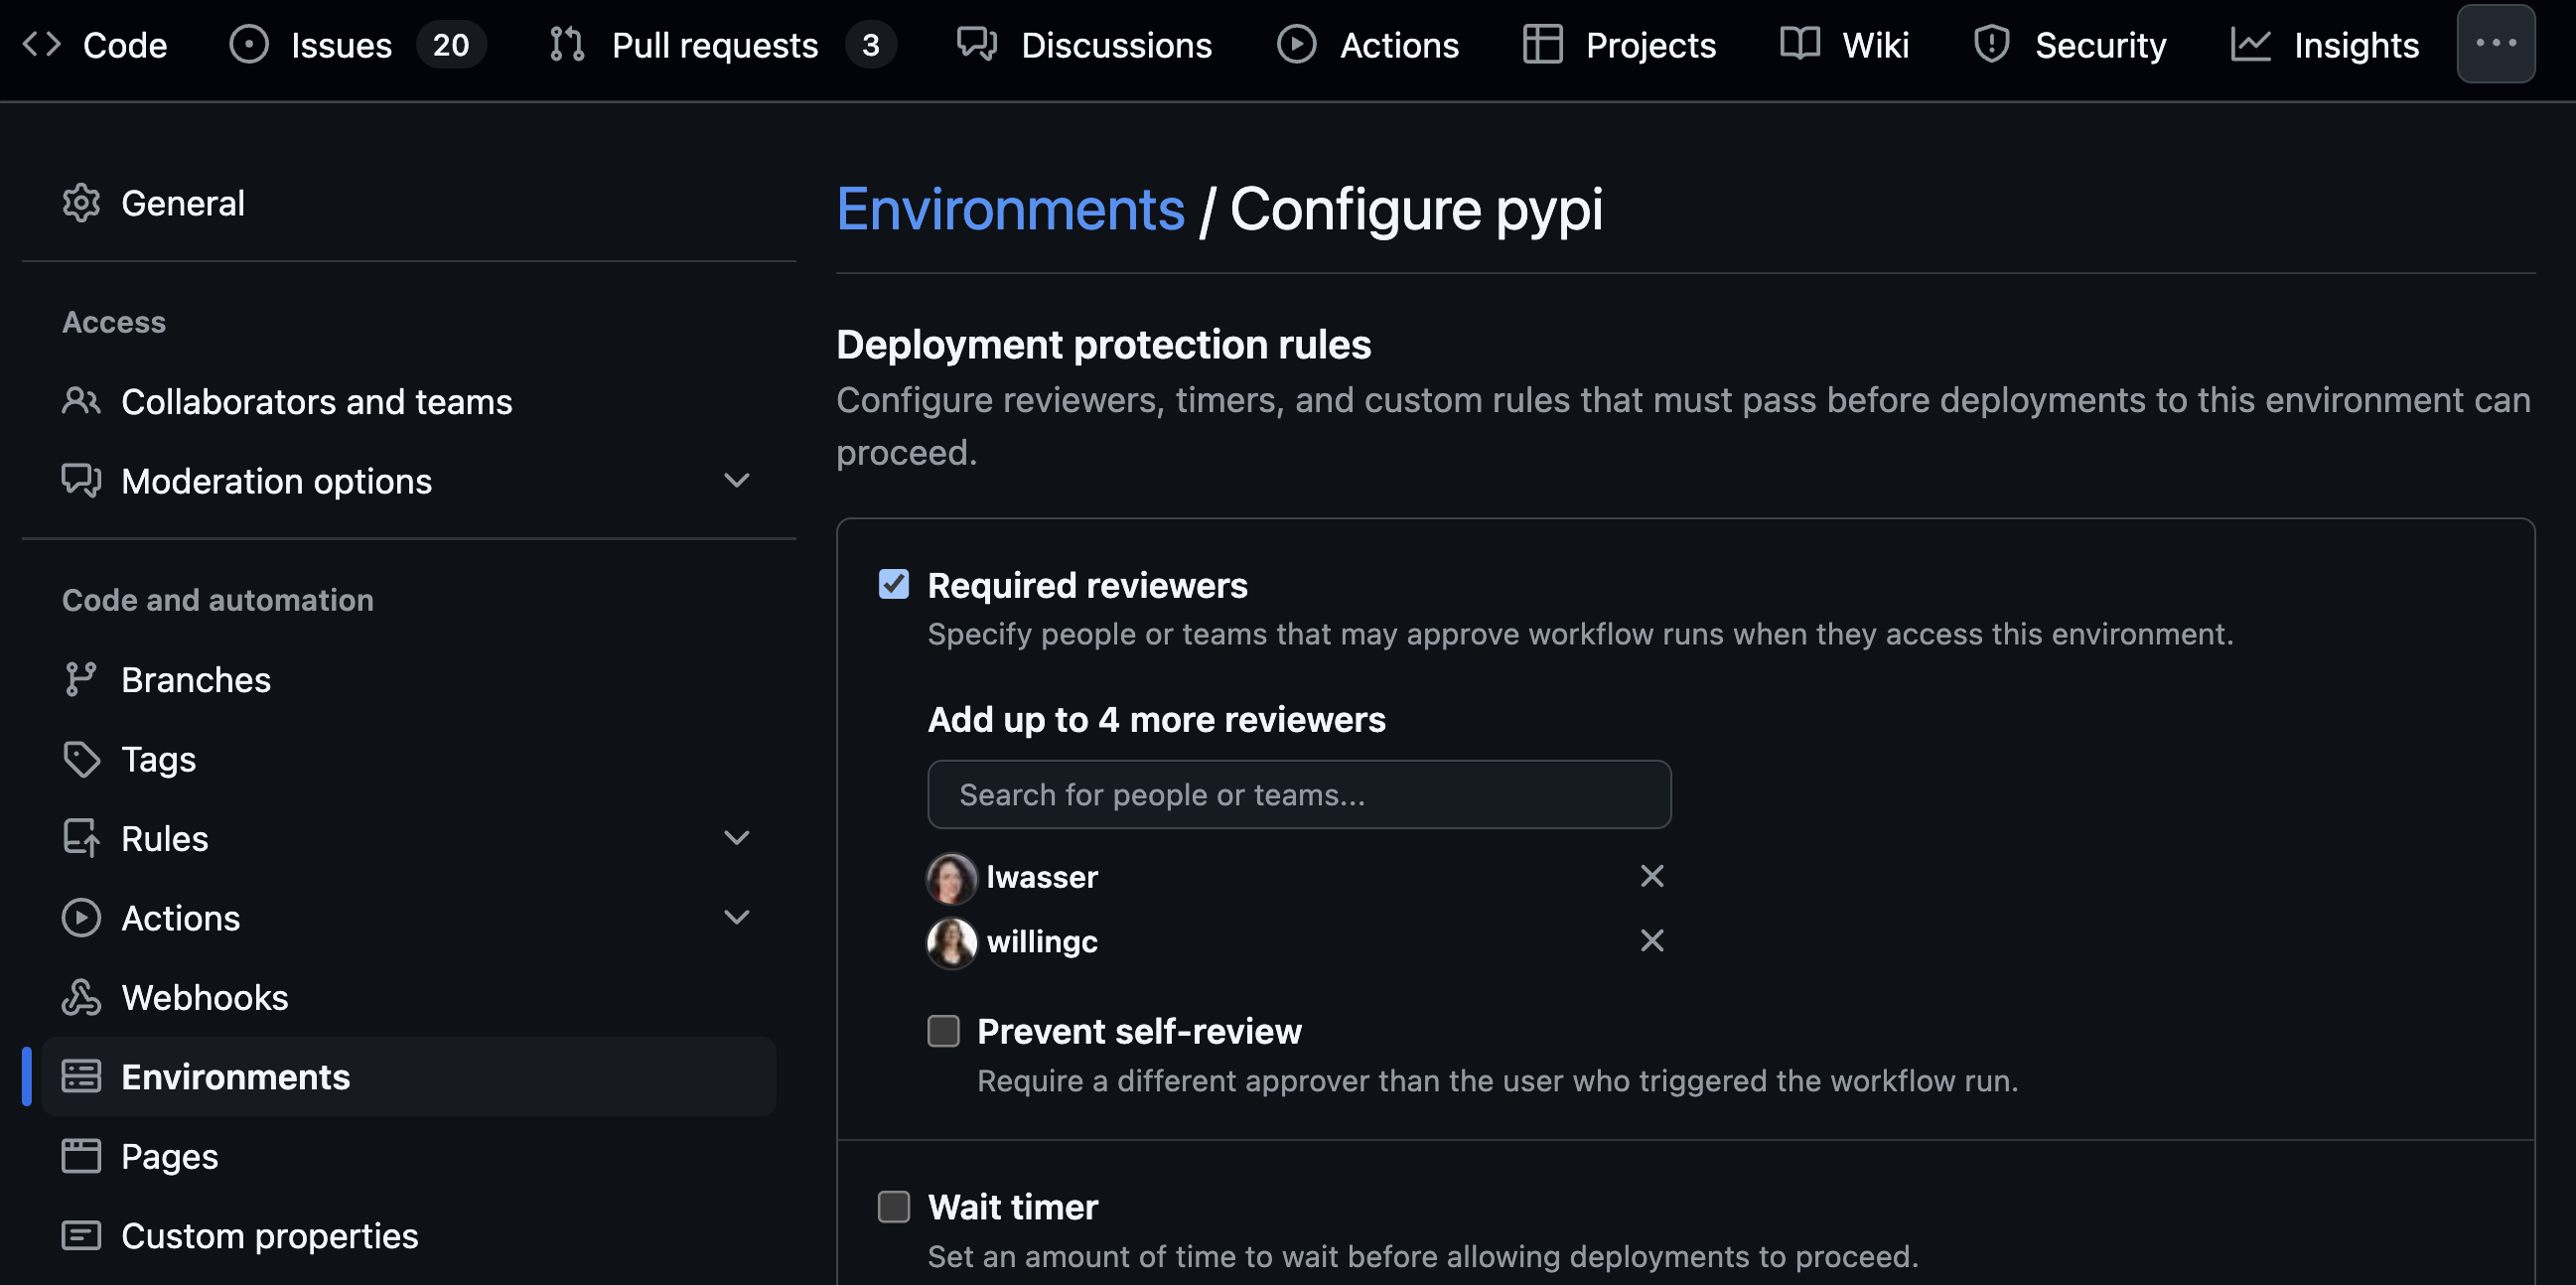 Code Issues 20 Pull requests 3 Discussions Actions Projects Wiki Security Insights
General
Access
Collaborators and teams
Moderation options
Code and automation
Branches
Tags
Rules
Actions
Webhooks
Environments
Pages
Custom properties
Environments / Configure pypi
Deployment protection rules
Configure reviewers, timers, and custom rules that must pass before deployments to this environment can
proceed.
Required reviewers
Specify people or teams that may approve workflow runs when they access this environment.
Add up to 4 more reviewers
Search for people or teams...
lwasser
willingc
Prevent self-review
Require a different approver than the user who triggered the workflow run.
Wait timer
Set an amount of time to wait before allowing deployments to proceed.